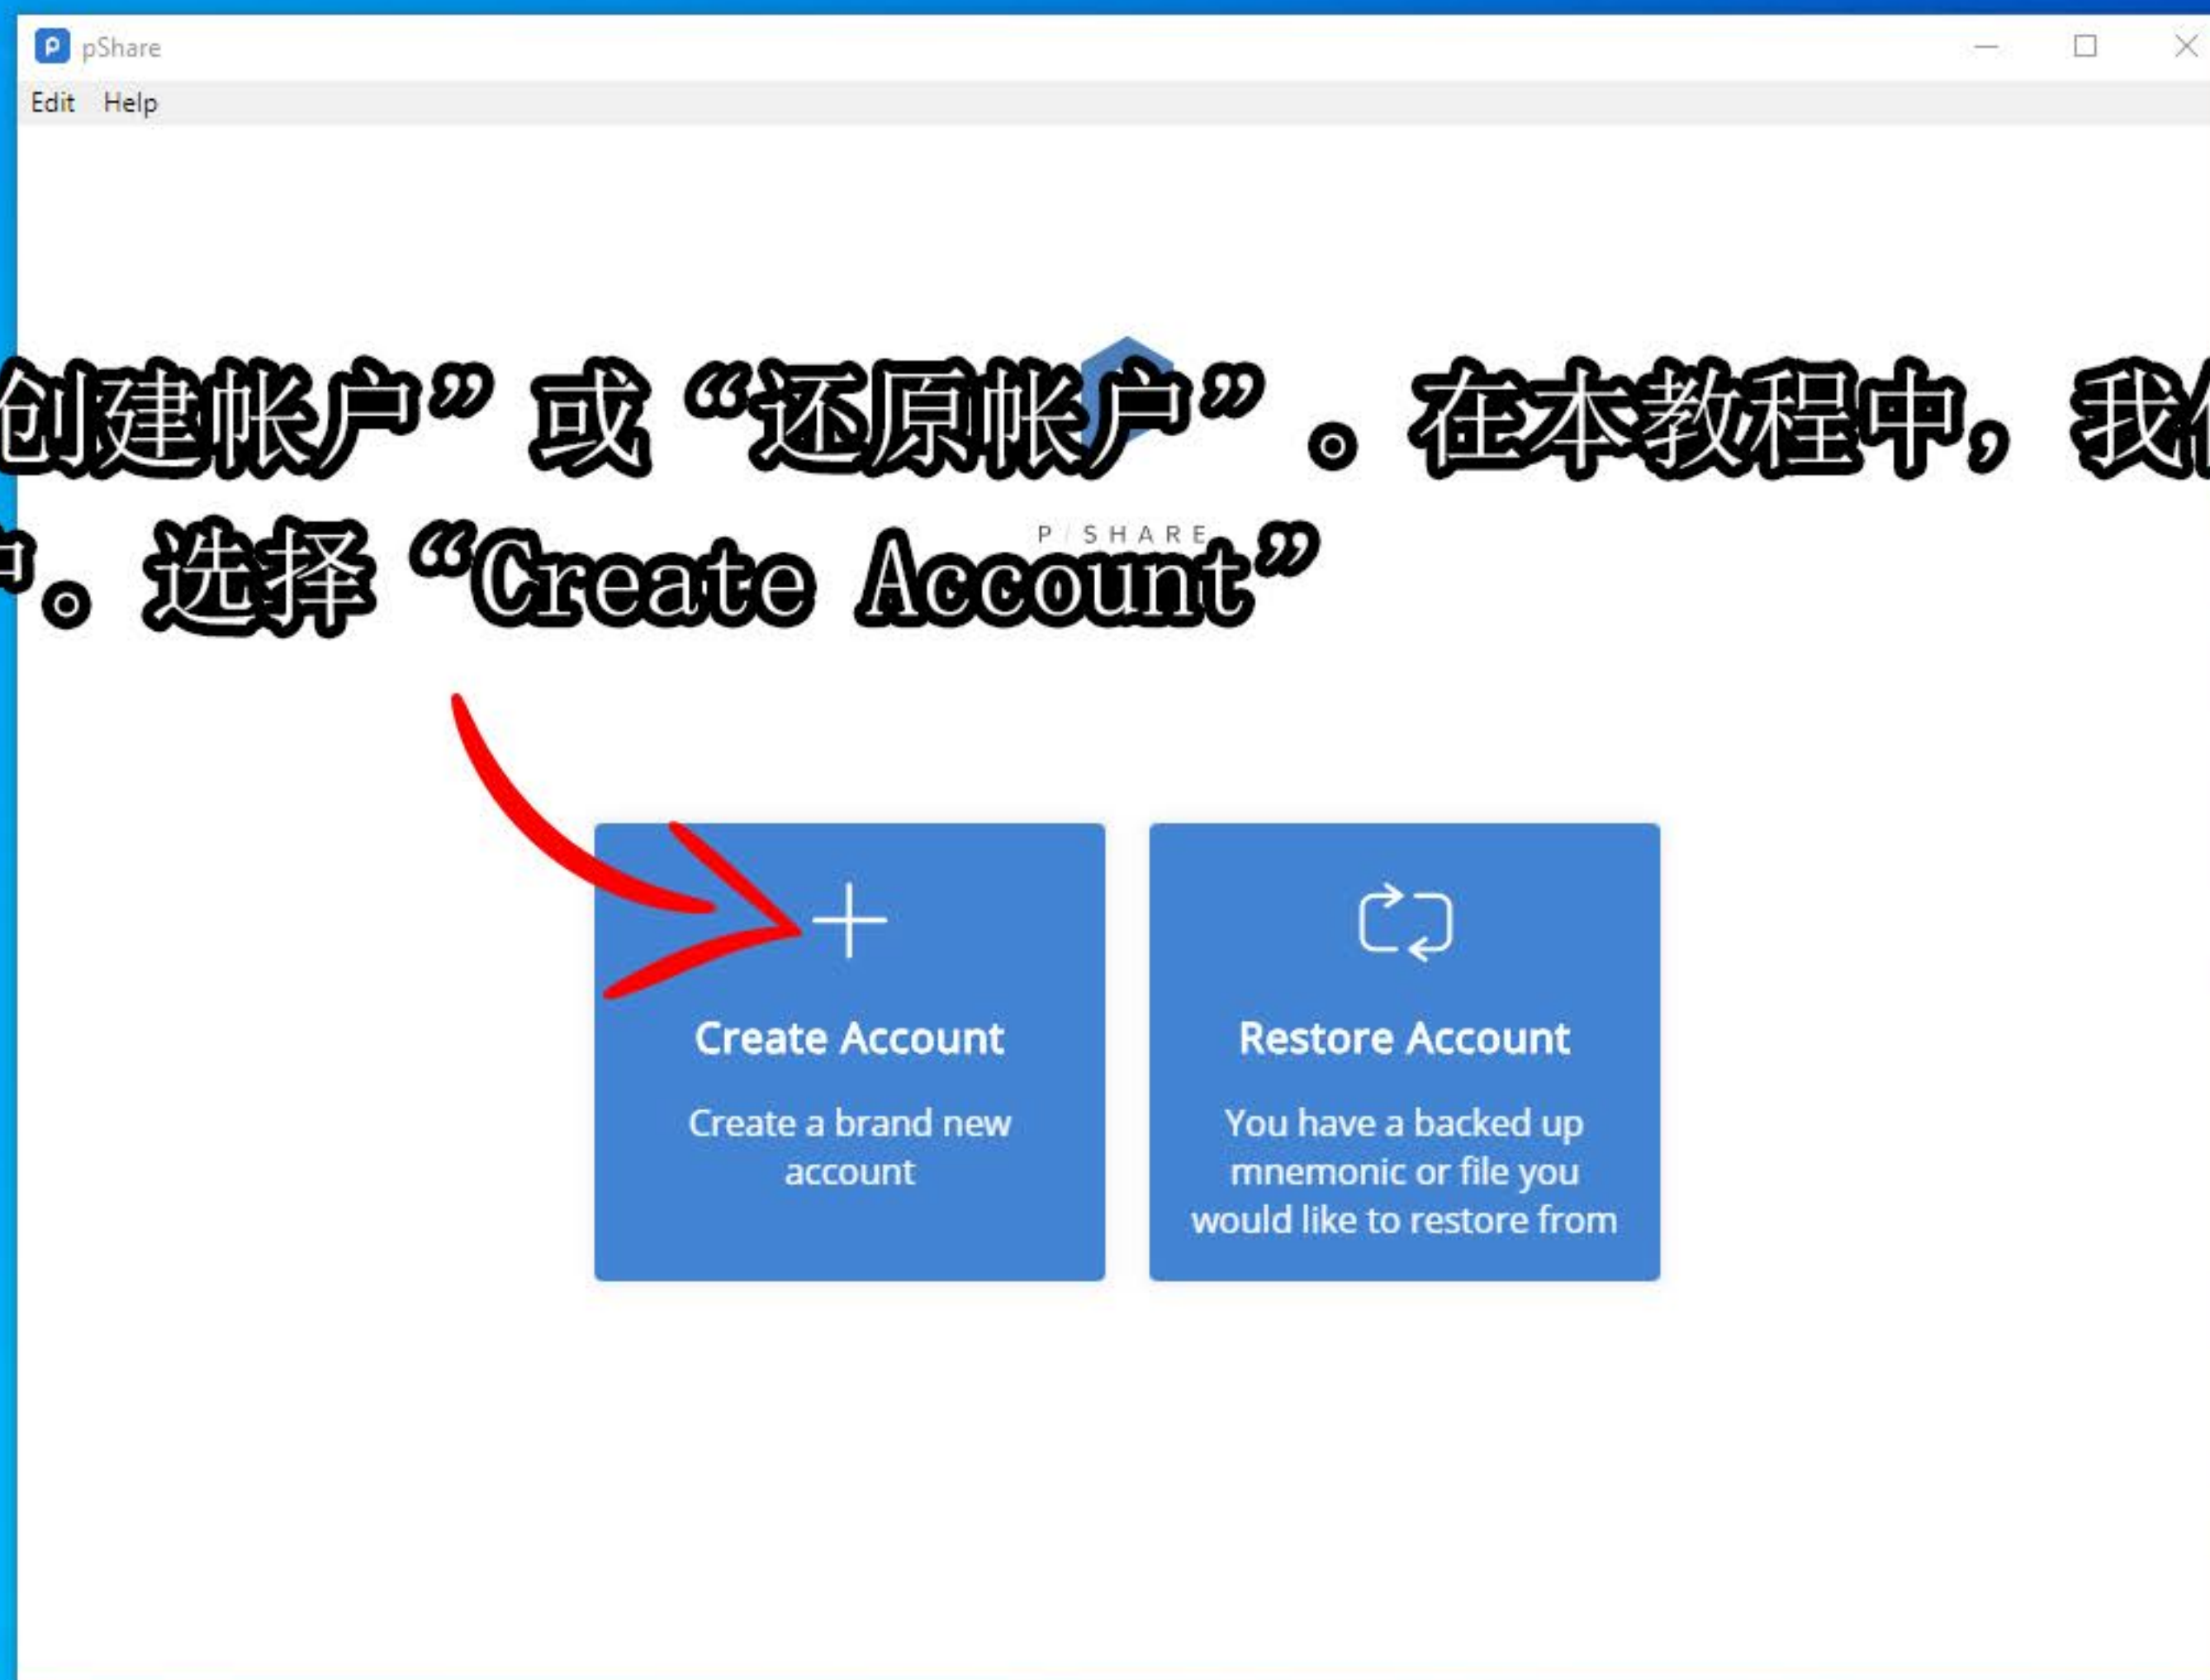 pShare
Edit Help
创建帐户”或“还原帐户”。在本教程中,我
。选择“Create Account”
P/SHARE
Create Account
Create a brand new
account
Restore Account
You have a backed up
mnemonic or file you
would like to restore from